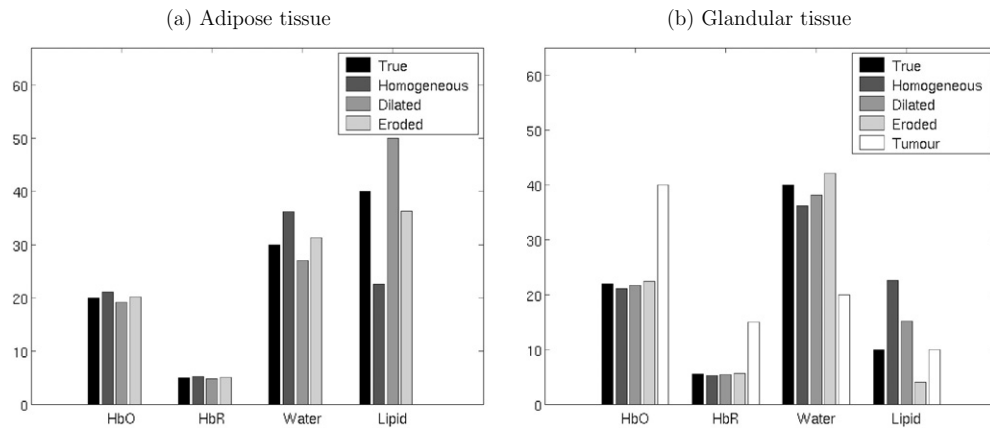 (a) Adipose tissue
60
50
40
30
20
10
0
HbO HbR Water Lipid
True
Homogeneous
Dilated
Eroded
(b) Glandular tissue
60
50
40
30
20
10
0
HbO HbR Water Lipid
True
Homogeneous
Dilated
Eroded
Tumour